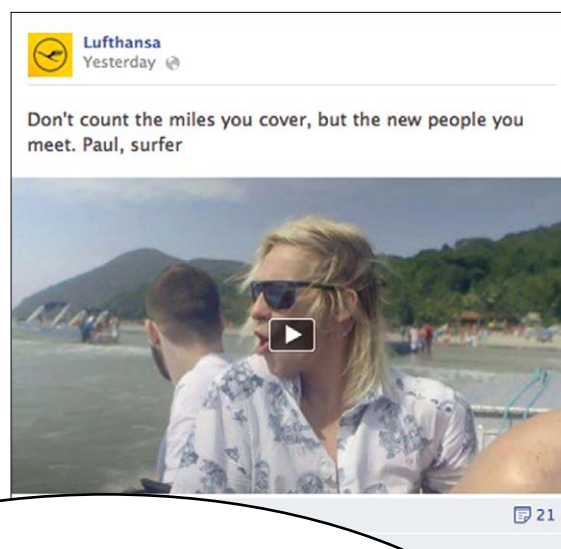 Lufthansa
Yesterday
Don't count the miles you cover, but the new people you
meet. Paul, surfer
21